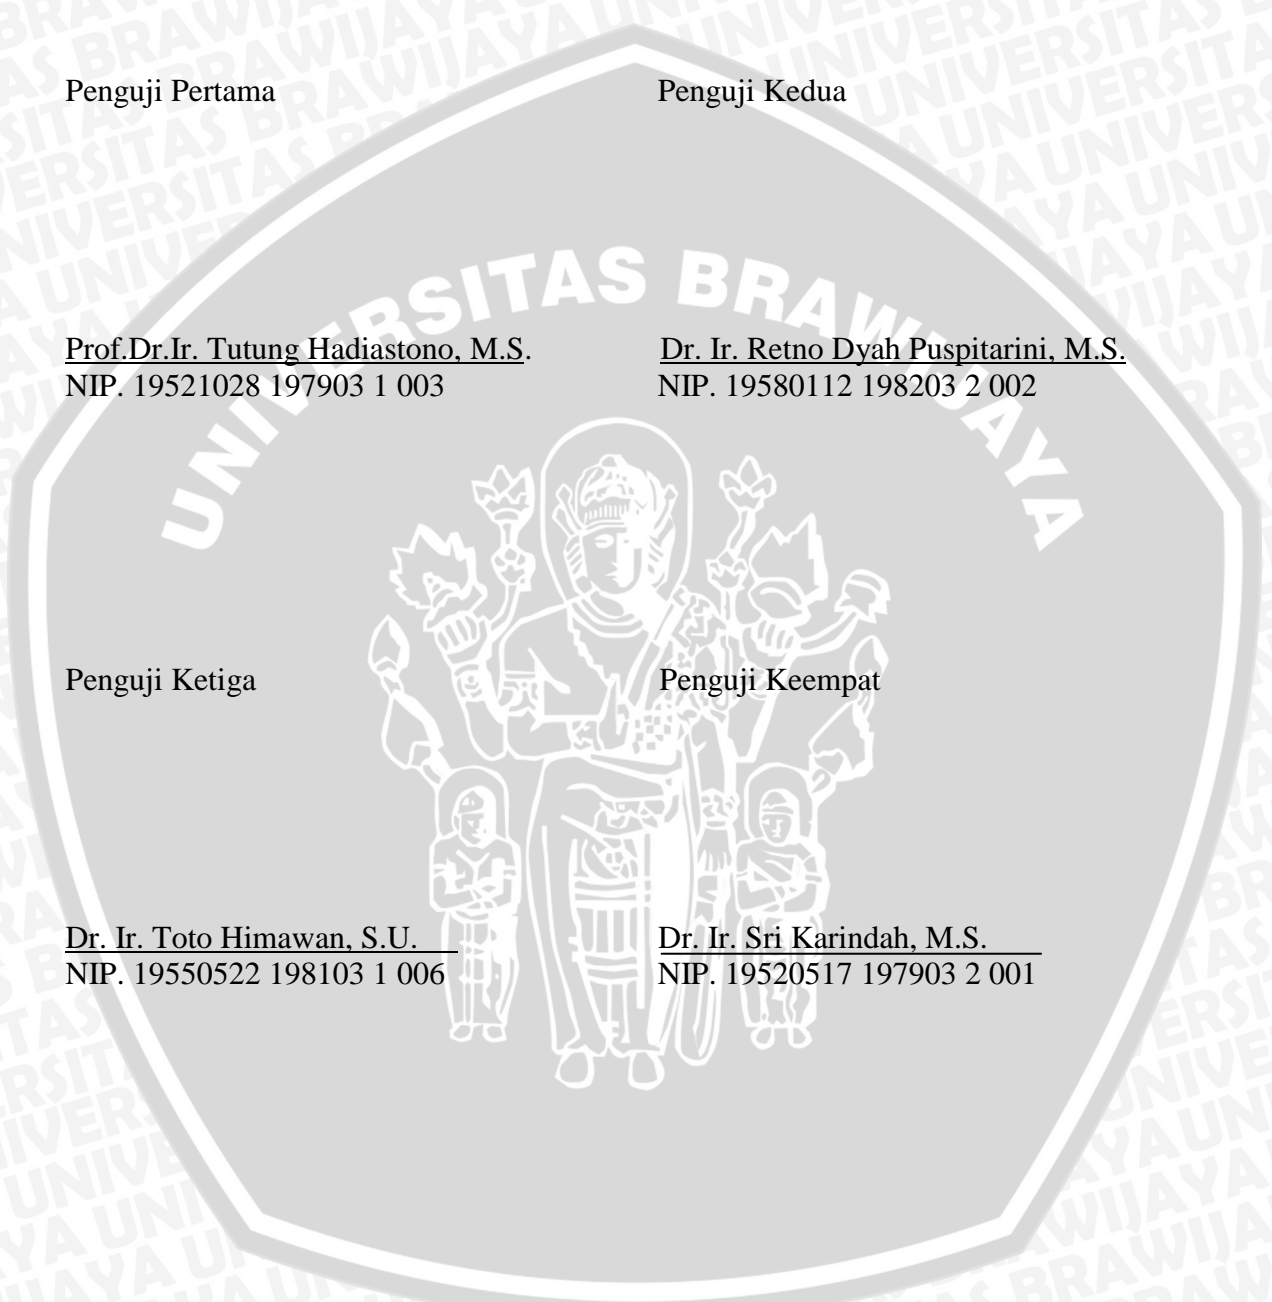 Penguji Pertama
Penguji Kedua
UNIVERSITAS BRAWIJAYA
Prof.Dr.Ir. Tutung Hadiastono, M.S.
NIP. 19521028 197903 1 003
Dr. Ir. Retno Dyah Puspitarini, M.S.
NIP. 19580112 198203 2 002
Penguji Ketiga
Penguji Keempat
Dr. Ir. Toto Himawan, S.U.
NIP. 19550522 198103 1 006
Dr. Ir. Sri Karindah, M.S.
NIP. 19520517 197903 2 001